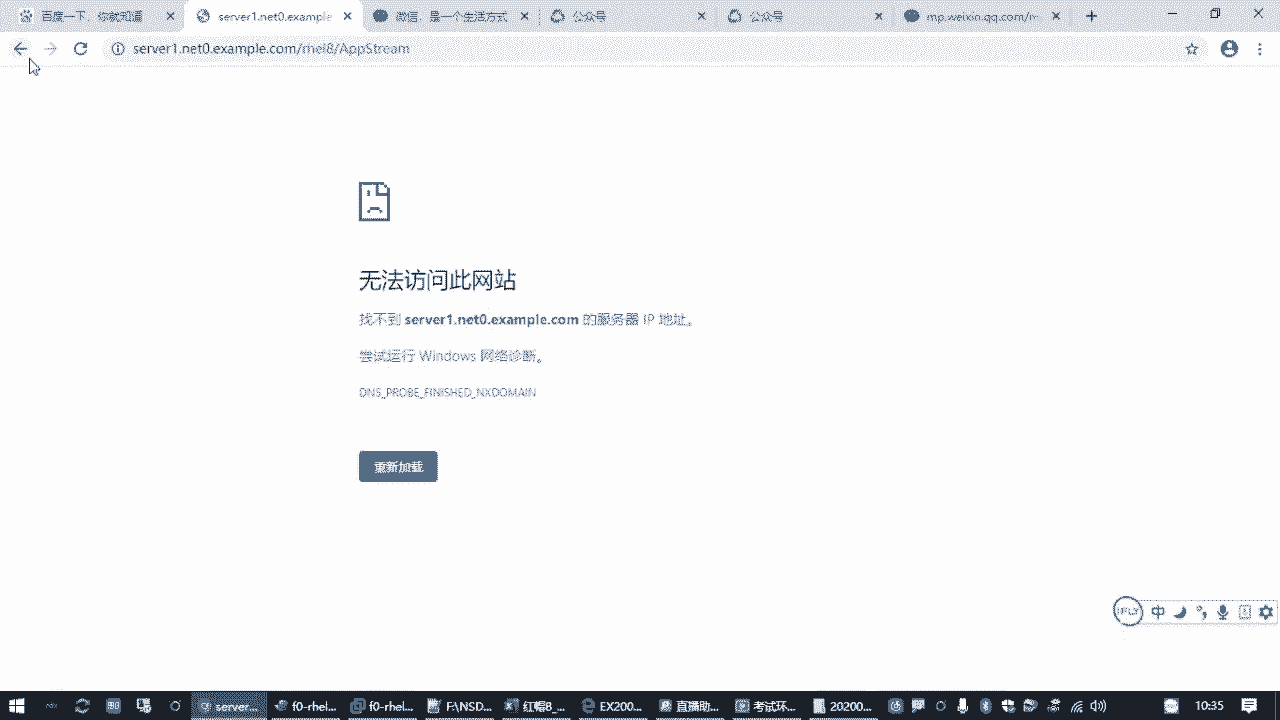 百度一下，你就知道
server1.net0.example
微信，是一个生活方式
公众号
公众号
mp.weixin.qq.com/m
server1.net0.example.com/rhel8/AppStream
无法访问此网站
找不到 server1.net0.example.com 的服务器 IP 地址。
尝试运行 Windows 网络诊断。
DNS_PROBE_FINISHED_NXDOMAIN
重新加载
iFLY 中
server...
f0-rhel...
f0-rhel...
F:\NSD...
红帽8_...
EX200...
直播助...
考试环...
20200...
10:35